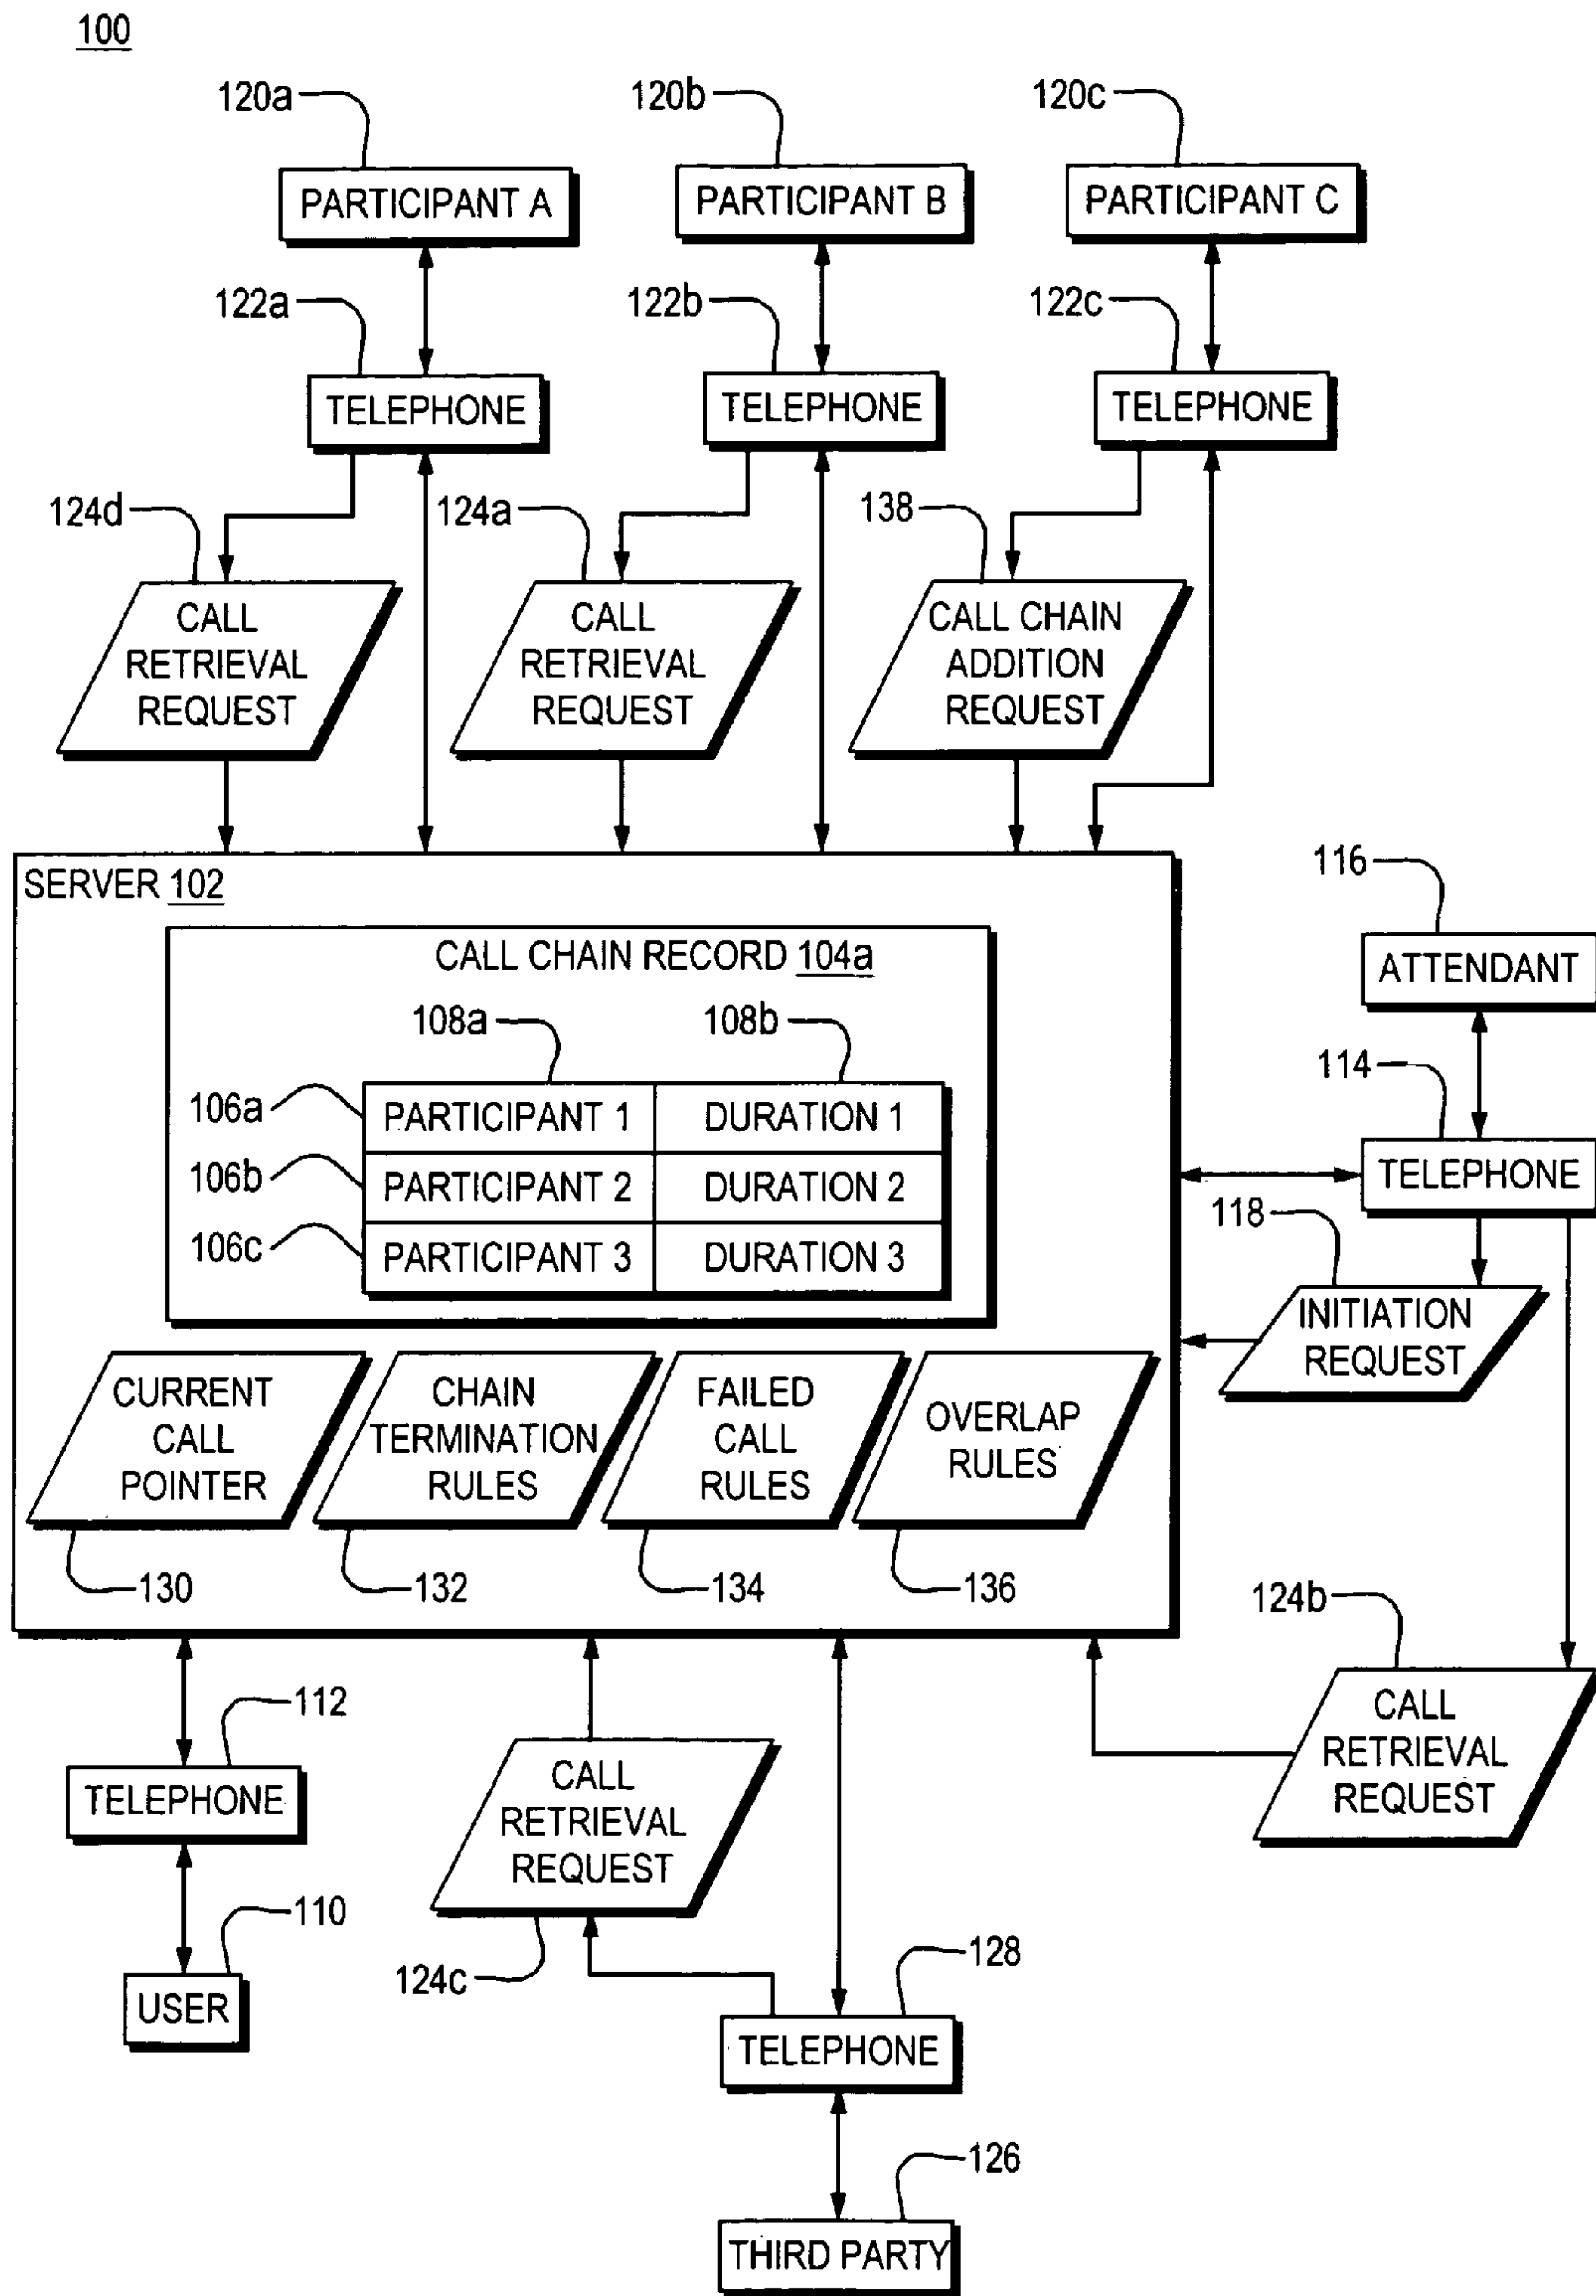 100
120a
120b
120c
PARTICIPANT A
PARTICIPANT B
PARTICIPANT C
122a
122b
122c
TELEPHONE
TELEPHONE
TELEPHONE
124d
124a
138
CALL
RETRIEVAL
REQUEST
CALL
RETRIEVAL
REQUEST
CALL CHAIN
ADDITION
REQUEST
SERVER 102
CALL CHAIN RECORD 104a
108a
108b
106a
PARTICIPANT 1
DURATION 1
106b
PARTICIPANT 2
DURATION 2
106c
PARTICIPANT 3
DURATION 3
CURRENT
CALL
POINTER
CHAIN
TERMINATION
RULES
FAILED
CALL
RULES
OVERLAP
RULES
130
132
134
136
116
ATTENDANT
114
TELEPHONE
118
INITIATION
REQUEST
124b
CALL
RETRIEVAL
REQUEST
112
TELEPHONE
110
USER
CALL
RETRIEVAL
REQUEST
124c
128
TELEPHONE
126
THIRD PARTY